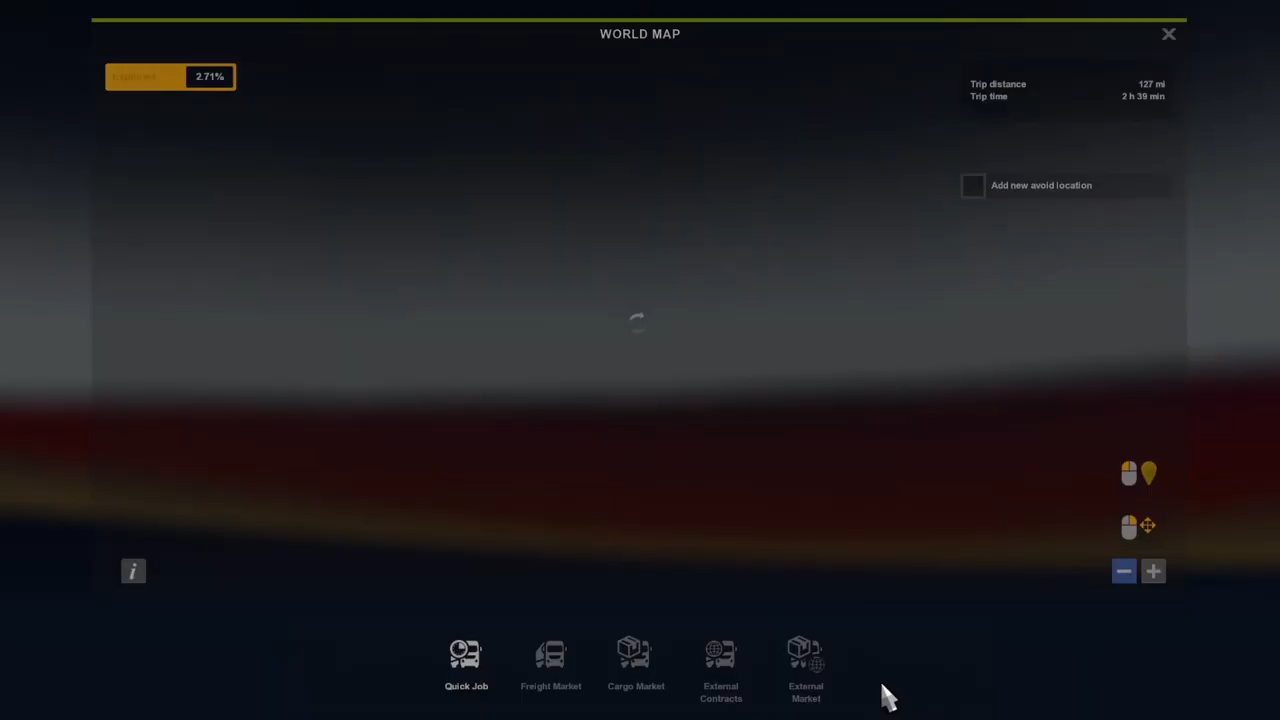 WORLD MAP
Explored 2.71%
Trip distance 127 mi
Trip time 2 h 39 min
Add new avoid location
i
Quick Job
Freight Market
Cargo Market
External
Contracts
External
Market